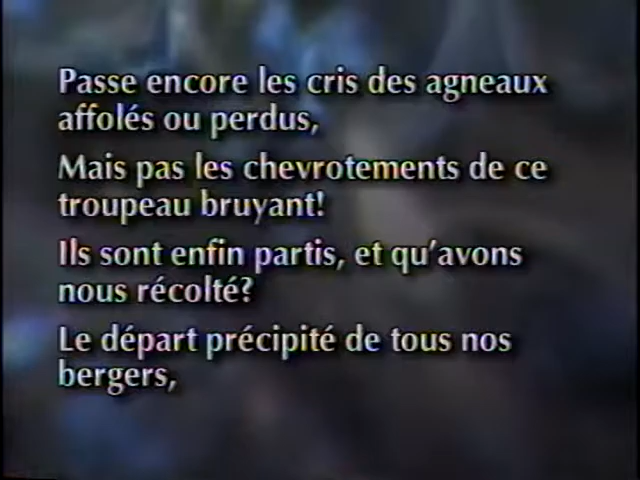 Passe encore les cris des agneaux
affolés ou perdus,
Mais pas les chevrotements de ce
troupeau bruyant!
Ils sont enfin partis, et qu'avons
nous récolté?
Le départ précipité de tous nos
bergers,